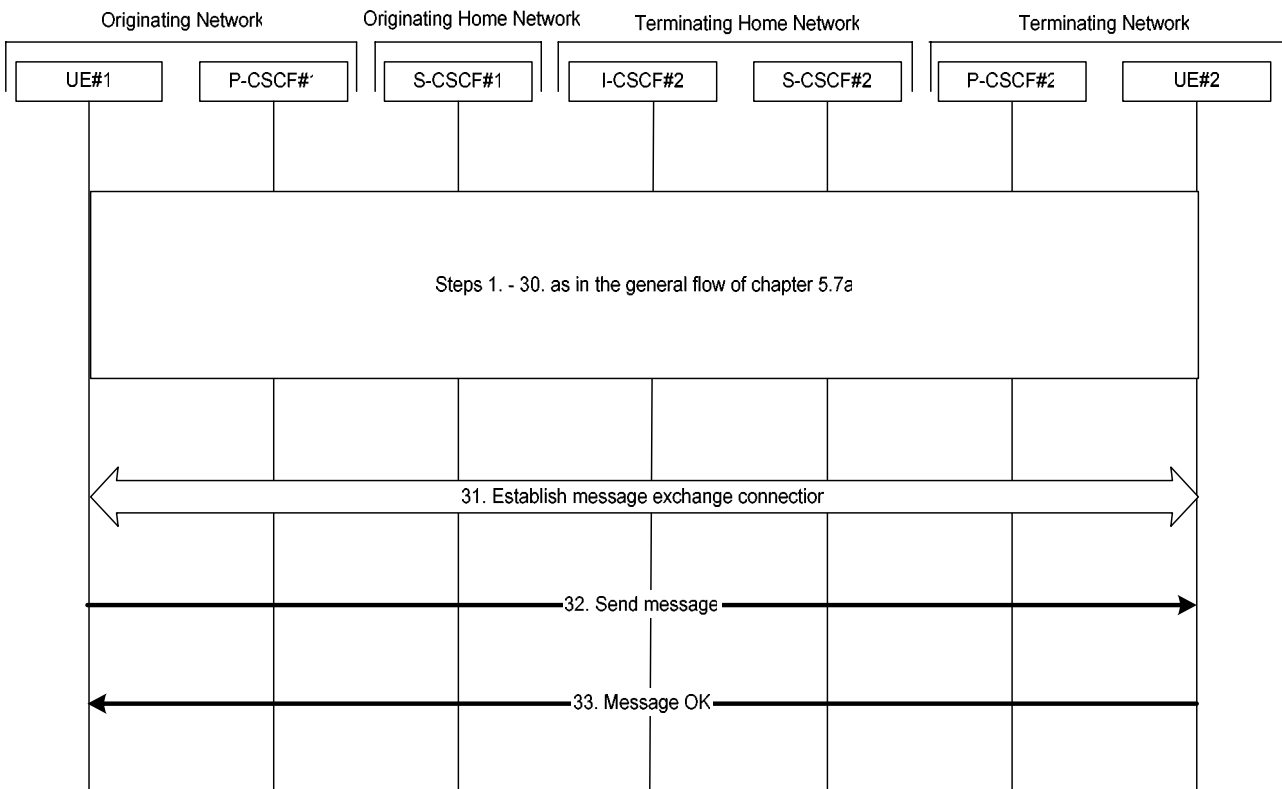 Originating Network
Originating Home Network
Terminating Home Network
Terminating Network
UE#1
P-CSCF#1
S-CSCF#1
I-CSCF#2
S-CSCF#2
P-CSCF#2
UE#2
Steps 1. - 30. as in the general flow of chapter 5.7a
31. Establish message exchange connection
32. Send message
33. Message OK